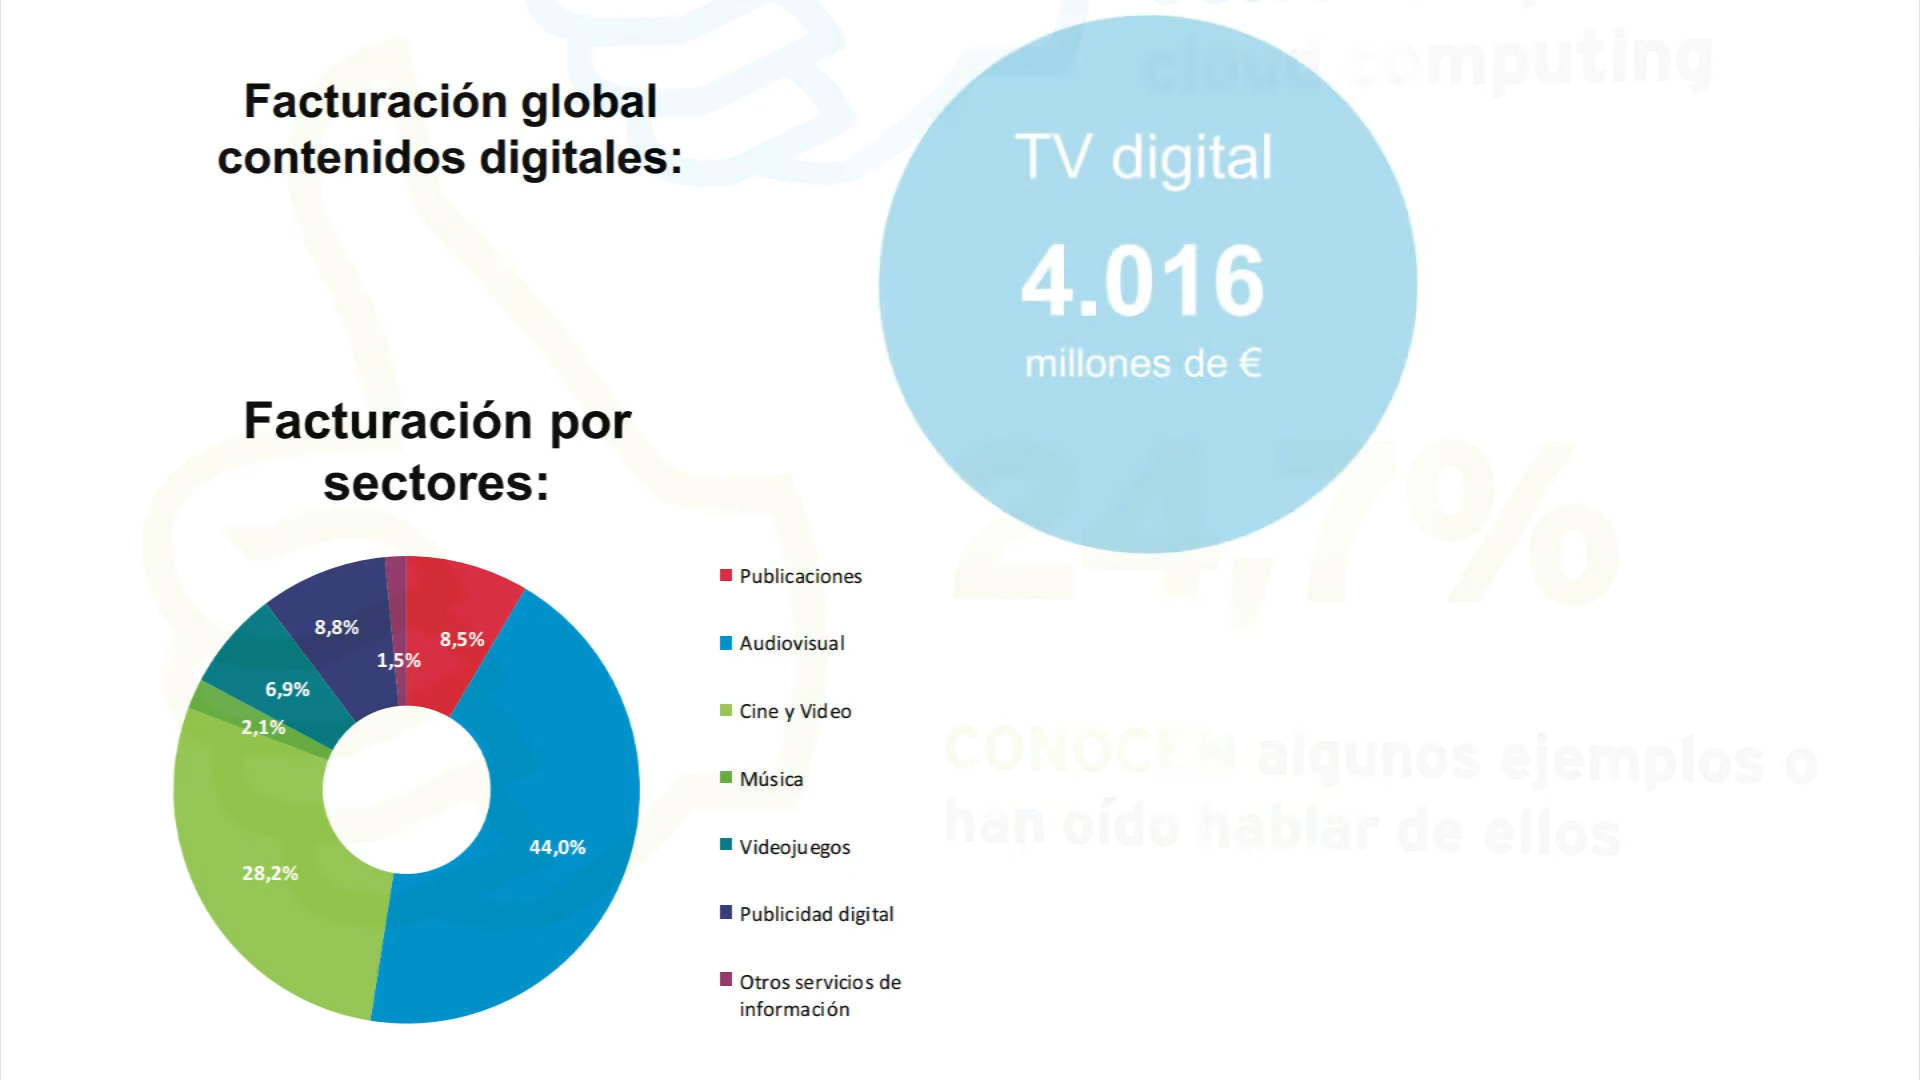 cloud computing
Facturación global
contenidos digitales:
TV digital
4.016
millones de €
Facturación por
sectores:
24,7%
8,8%
8,5%
1,5%
6,9%
2,1%
44,0%
28,2%
Publicaciones
Audiovisual
Cine y Video
Música
Videojuegos
Publicidad digital
Otros servicios de
información
CONOCEN algunos ejemplos o
han oído hablar de ellos